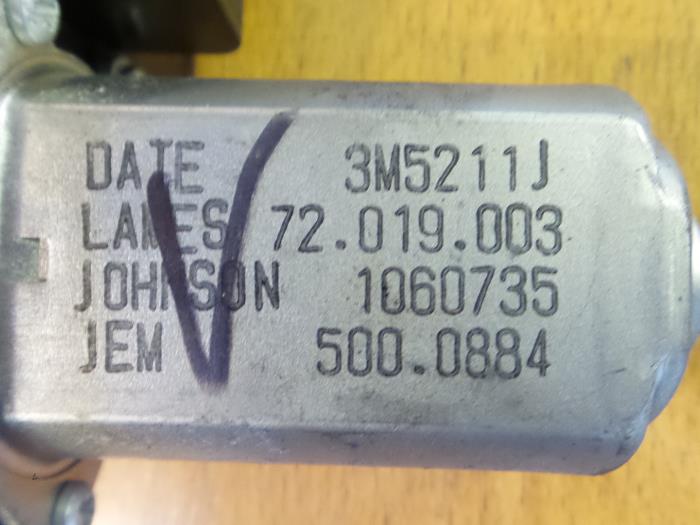 DATE 3M5211J
LAMES 72.019.003
JOHNSON 1060735
JEM 500.0884